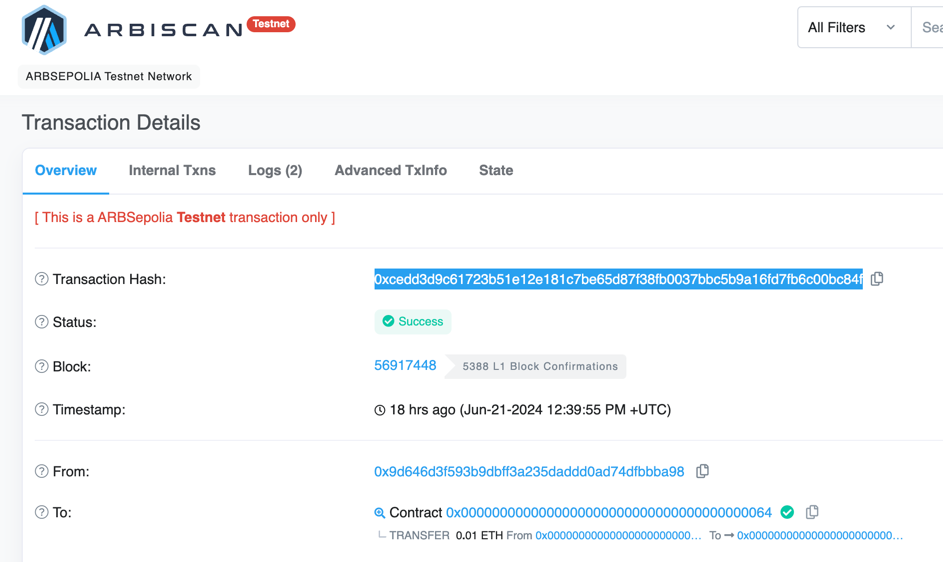 ARBISCAN Testnet
All Filters
Sea
ARBSEPOLIA Testnet Network
Transaction Details
Overview Internal Txns Logs (2) Advanced TxInfo State
[ This is a ARBSepolia Testnet transaction only ]
Transaction Hash: 0xcedd3d9c61723b51e12e181c7be65d87f38fb0037bbc5b9a16fd7fb6c00bc84f
Status: Success
Block: 56917448 5388 L1 Block Confirmations
Timestamp: 18 hrs ago (Jun-21-2024 12:39:55 PM +UTC)
From: 0x9d646d3f593b9dbff3a235daddd0ad74dfbbba98
To: Contract 0x0000000000000000000000000000000000000064
TRANSFER 0.01 ETH From 0x00000000000000000000000... To → 0x00000000000000000000000...